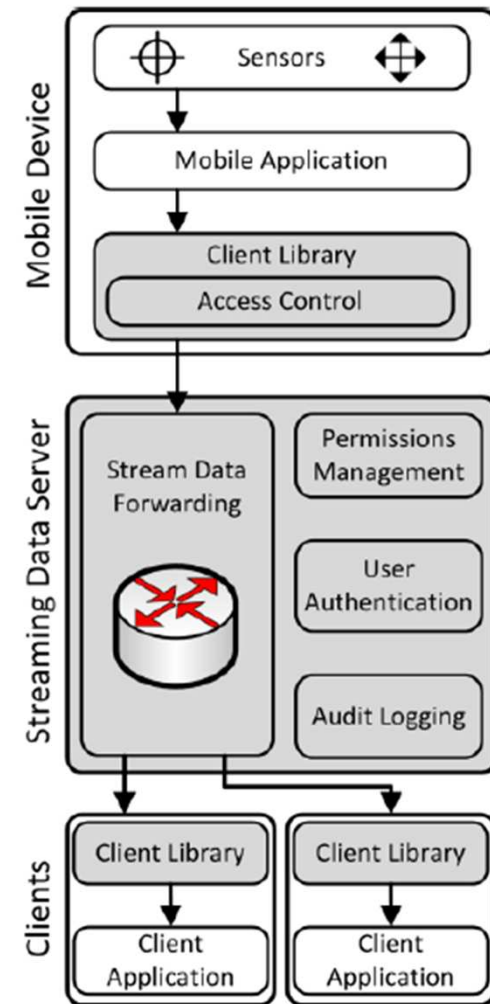 Mobile Device
Sensors
Mobile Application
Client Library
Access Control
Streaming Data Server
Stream Data
Forwarding
Permissions
Management
User
Authentication
Audit Logging
Clients
Client Library
Client
Application
Client Library
Client
Application